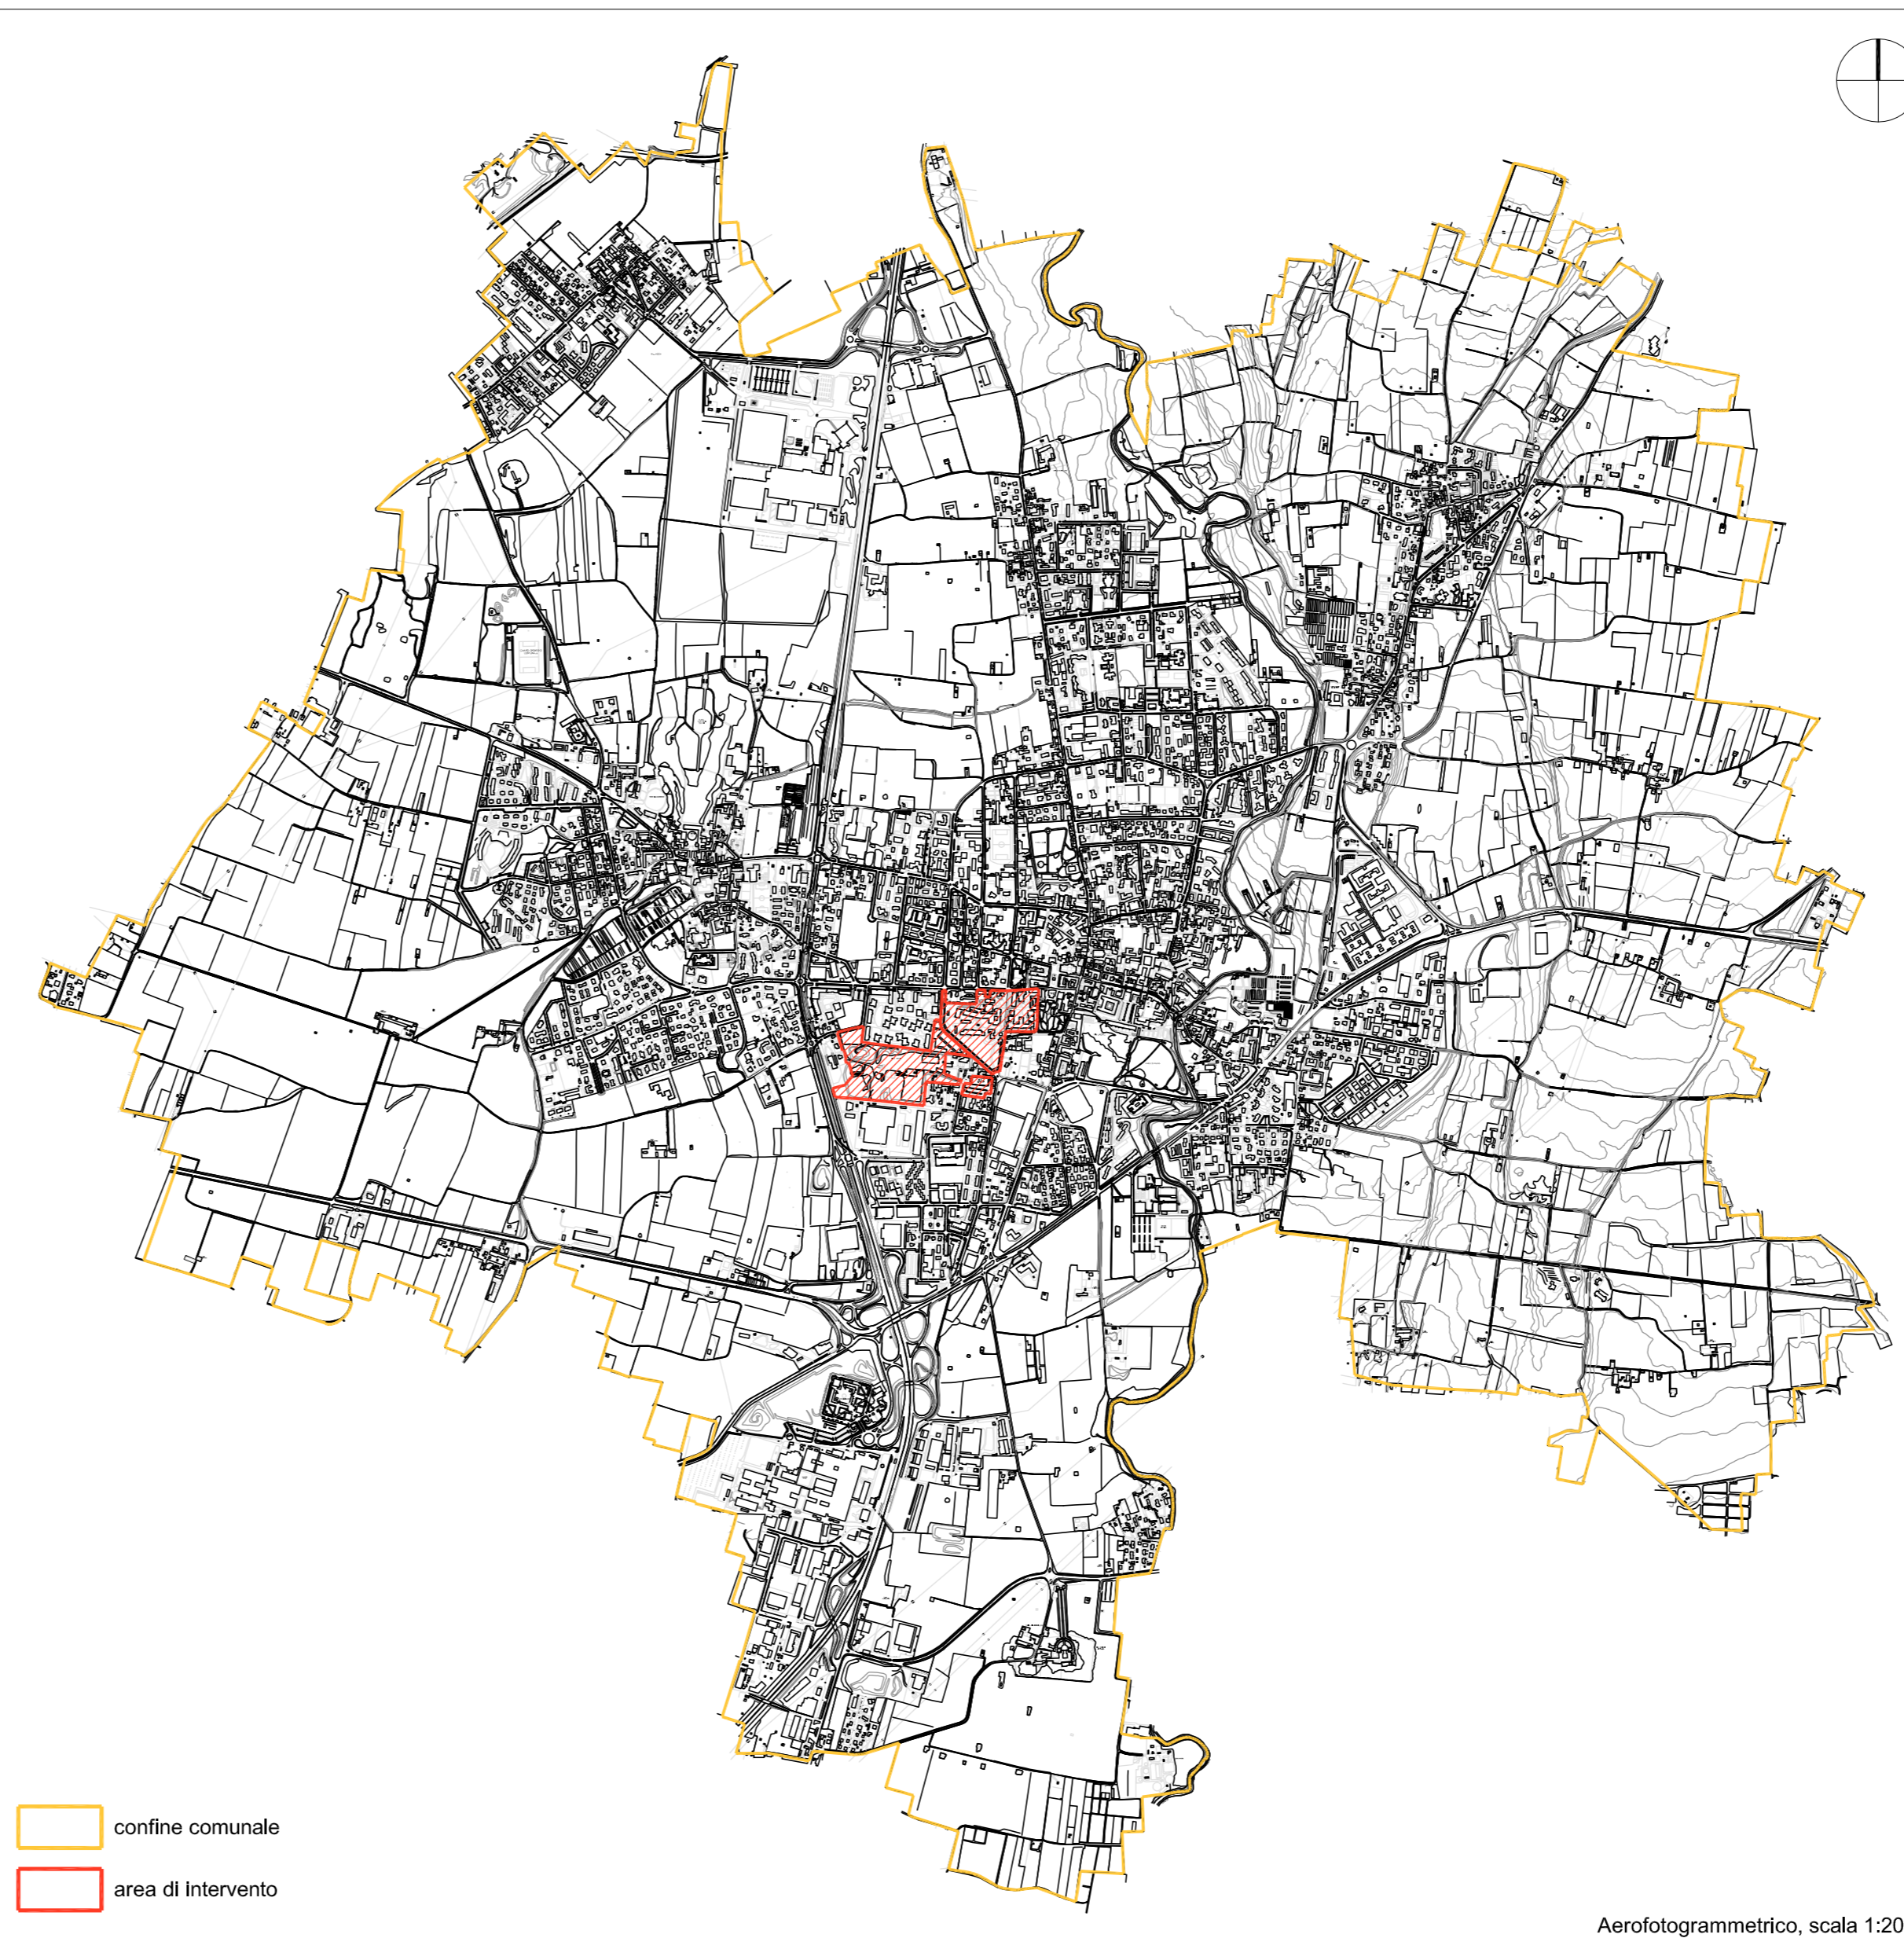 confine comunale
area di intervento
Aerofotogrammetrico, scala 1:20